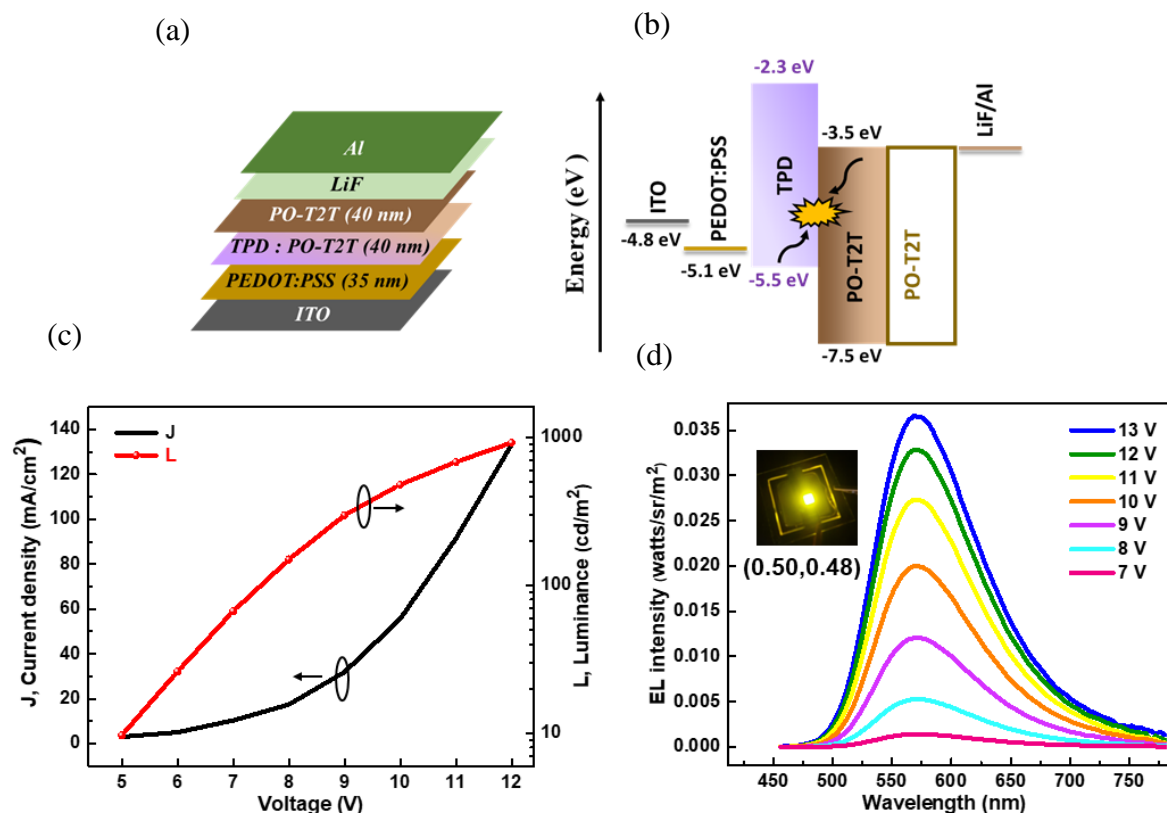 (a)
Al
LiF
PO-T2T (40 nm)
TPD : PO-T2T (40 nm)
PEDOT:PSS (35 nm)
ITO
(b)
Energy (eV)
ITO
-4.8 eV
PEDOT:PSS
-5.1 eV
-2.3 eV
TPD
-5.5 eV
-3.5 eV
PO-T2T
-7.5 eV
PO-T2T
LiF/Al
(c)
J, Current density (mA/cm²)
140
120
100
80
60
40
20
0
J
L
1000
100
10
L, Luminance (cd/m²)
5 6 7 8 9 10 11 12
Voltage (V)
(d)
EL intensity (watts/sr/m²)
0.035
0.030
0.025
0.020
0.015
0.010
0.005
0.000
(0.50,0.48)
13 V
12 V
11 V
10 V
9 V
8 V
7 V
450 500 550 600 650 700 750
Wavelength (nm)